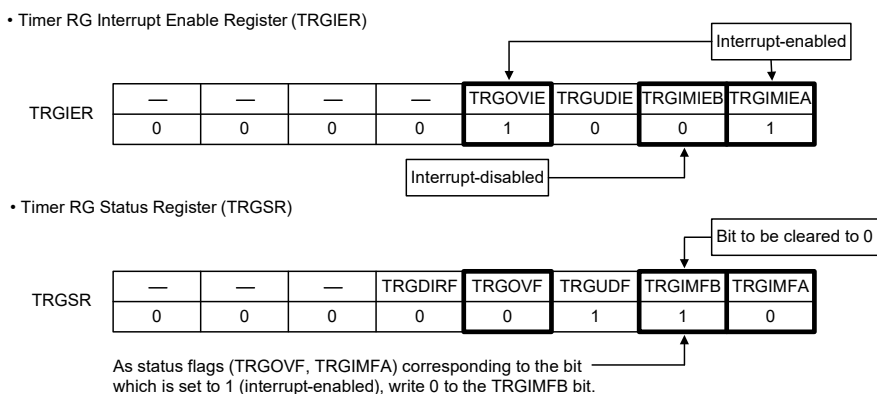 • Timer RG Interrupt Enable Register (TRGIER)
Interrupt-enabled
TRGIER
— — — — TRGOVIE TRGUDIE TRGIMIEB TRGIMIEA
0 0 0 0 1 0 0 1
Interrupt-disabled
• Timer RG Status Register (TRGSR)
Bit to be cleared to 0
TRGSR
— — — TRGDIRF TRGOVF TRGUDF TRGIMFB TRGIMFA
0 0 0 0 0 1 1 0
As status flags (TRGOVF, TRGIMFA) corresponding to the bit
which is set to 1 (interrupt-enabled), write 0 to the TRGIMFB bit.